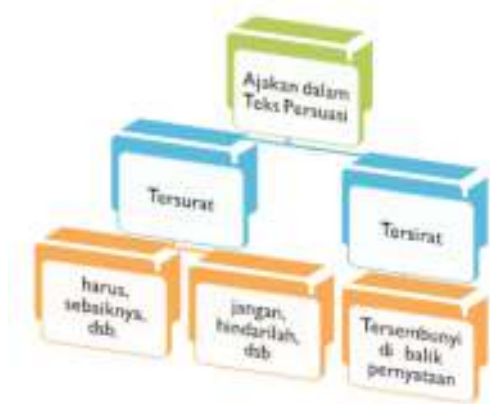 Ajakan dalam
Teks Persuasi
Tersurat
Tersirat
harus,
sebaiknya,
dsb.
jangan,
hindarilah,
dsb
Tersembunyi
di balik
pernyataan